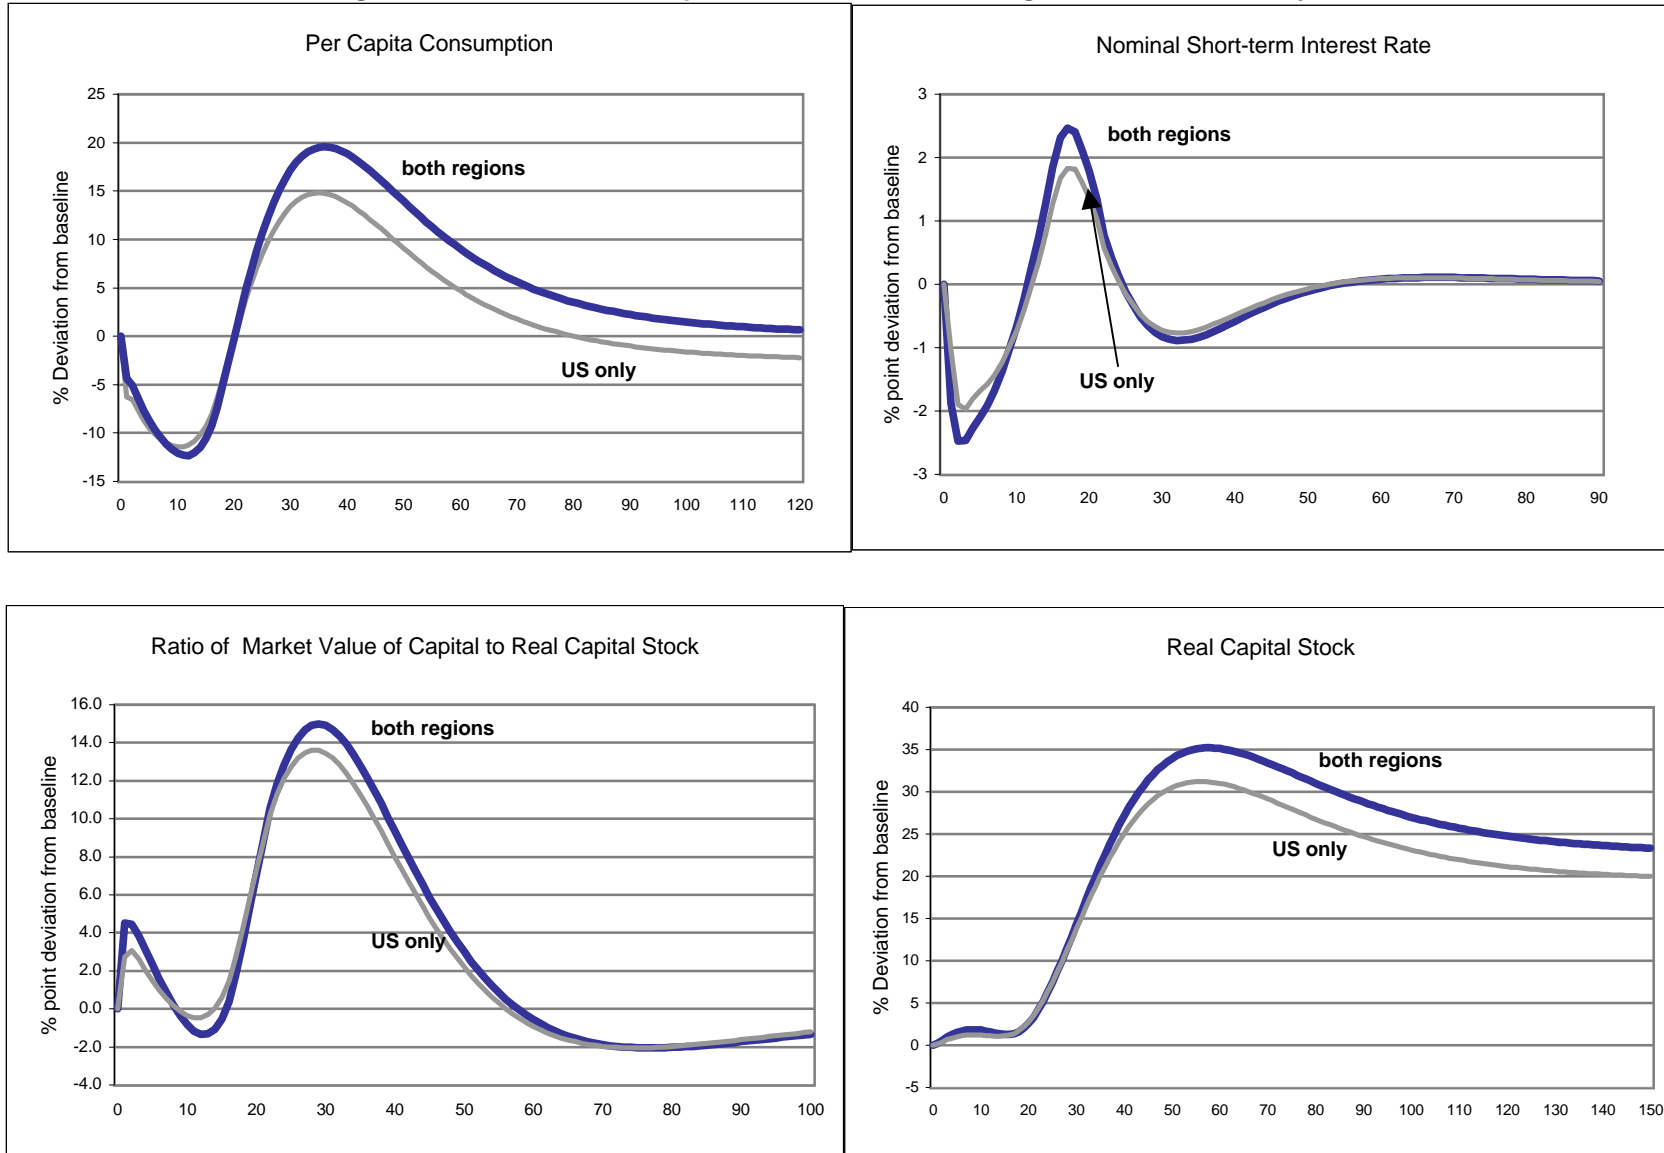 Per Capita Consumption
% Deviation from baseline
25
20
15
10
5
0
-5
-10
-15
both regions
US only
0 10 20 30 40 50 60 70 80 90 100 110 120
Nominal Short-term Interest Rate
% point deviation from baseline
3
2
1
0
-1
-2
-3
both regions
US only
0 10 20 30 40 50 60 70 80 90
Ratio of Market Value of Capital to Real Capital Stock
% point deviation from baseline
16.0
14.0
12.0
10.0
8.0
6.0
4.0
2.0
0.0
-2.0
-4.0
both regions
US only
0 10 20 30 40 50 60 70 80 90 100
Real Capital Stock
% Deviation from baseline
40
35
30
25
20
15
10
5
0
-5
both regions
US only
0 10 20 30 40 50 60 70 80 90 100 110 120 130 140 150